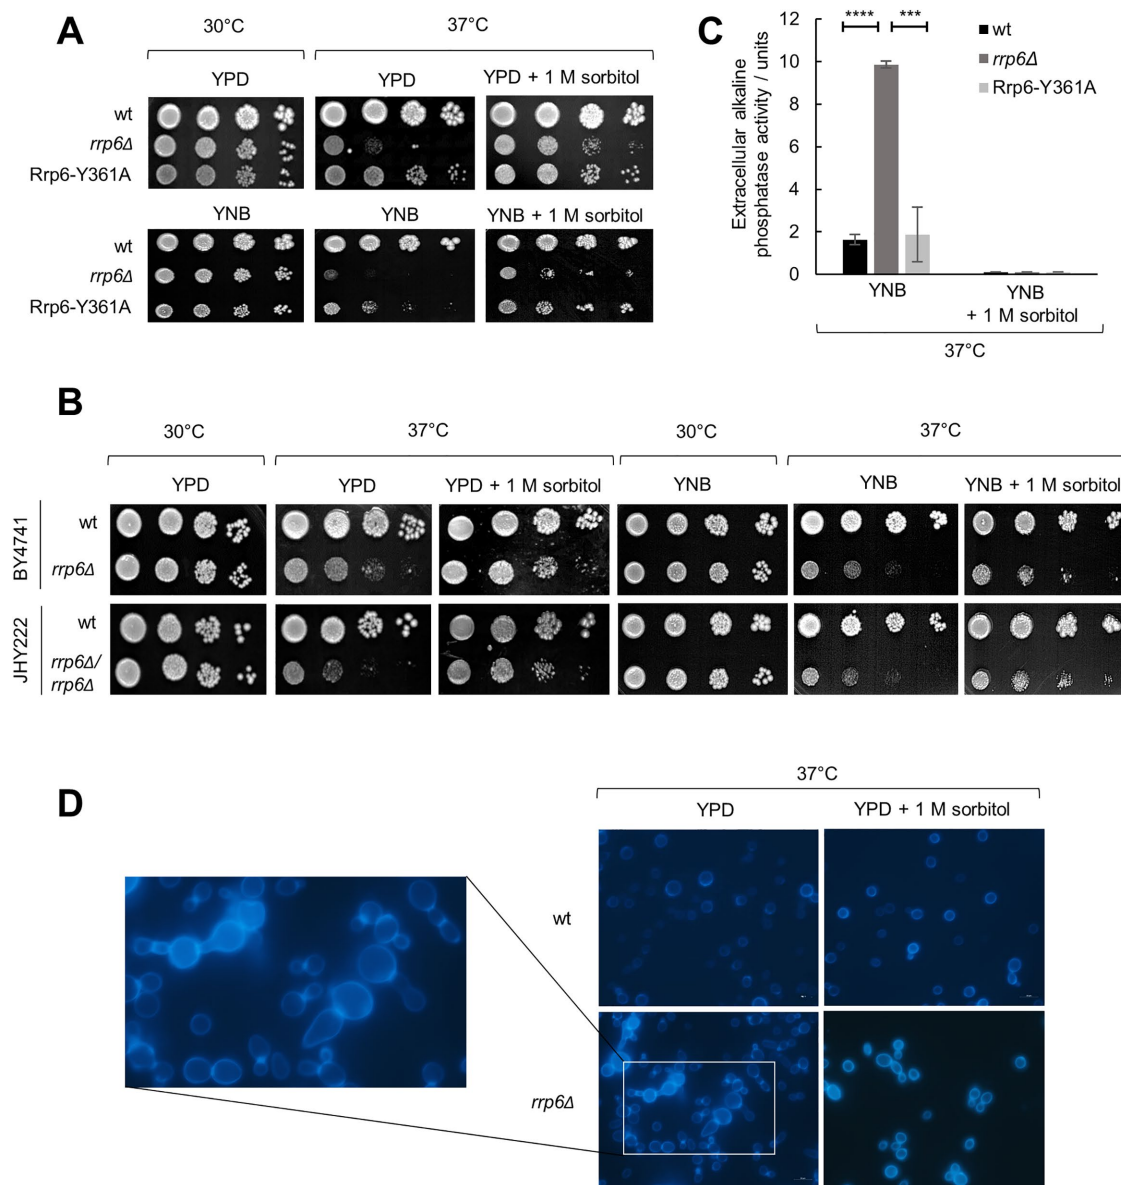 A
30°C 37°C
YPD YPD YPD + 1 M sorbitol
wt
rrp6Δ
Rrp6-Y361A
YNB YNB YNB + 1 M sorbitol
wt
rrp6Δ
Rrp6-Y361A
C
Extracellular alkaline
phosphatase activity / units
12
10
8
6
4
2
0
**** ***
wt
rrp6Δ
Rrp6-Y361A
YNB YNB
+ 1 M sorbitol
37°C
B
30°C 37°C 30°C 37°C
YPD YPD YPD + 1 M sorbitol YNB YNB YNB + 1 M sorbitol
BY4741
wt
rrp6Δ
JHY222
wt
rrp6Δ/
rrp6Δ
D
37°C
YPD YPD + 1 M sorbitol
wt
rrp6Δ